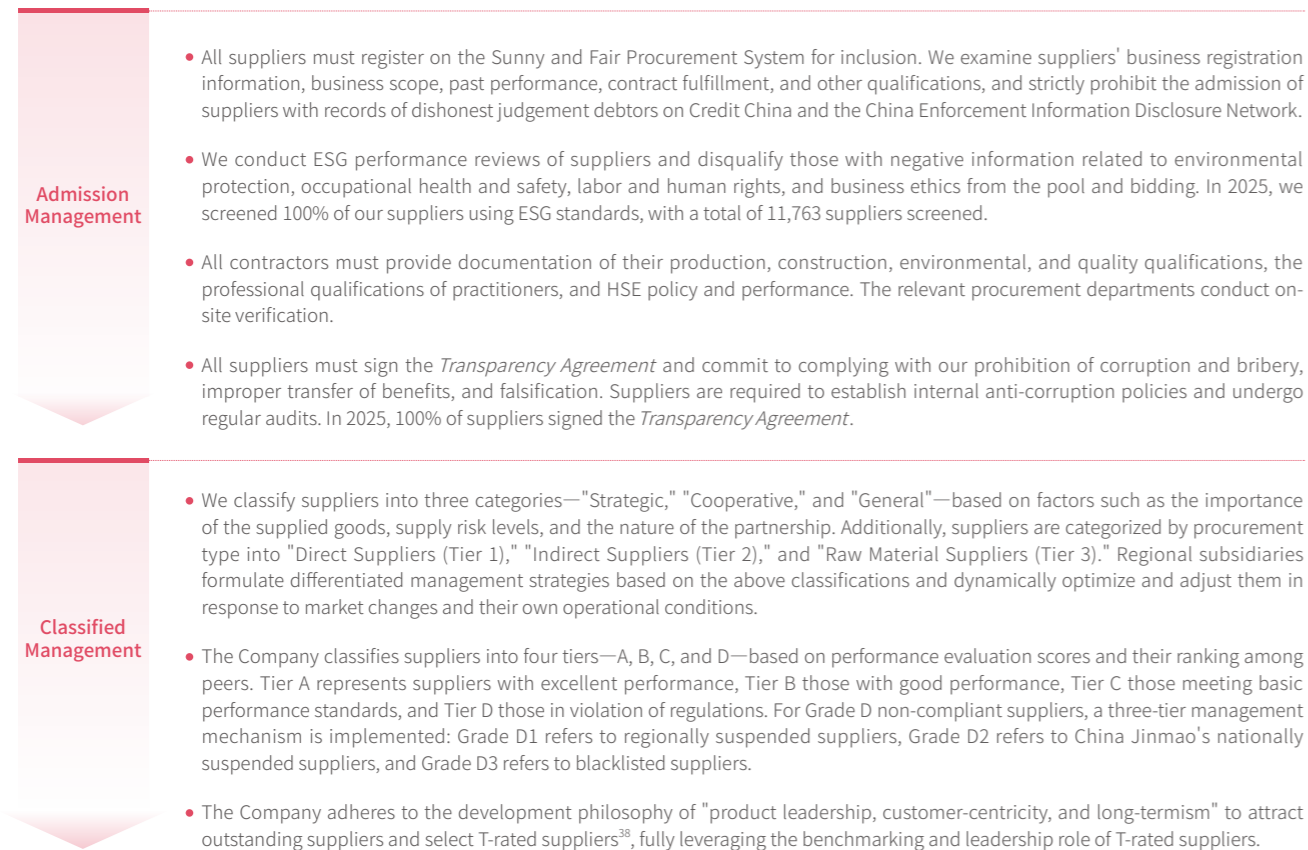 Admission
Management
• All suppliers must register on the Sunny and Fair Procurement System for inclusion. We examine suppliers' business registration
information, business scope, past performance, contract fulfillment, and other qualifications, and strictly prohibit the admission of
suppliers with records of dishonest judgement debtors on Credit China and the China Enforcement Information Disclosure Network.
• We conduct ESG performance reviews of suppliers and disqualify those with negative information related to environmental
protection, occupational health and safety, labor and human rights, and business ethics from the pool and bidding. In 2025, we
screened 100% of our suppliers using ESG standards, with a total of 11,763 suppliers screened.
• All contractors must provide documentation of their production, construction, environmental, and quality qualifications, the
professional qualifications of practitioners, and HSE policy and performance. The relevant procurement departments conduct on-
site verification.
• All suppliers must sign the Transparency Agreement and commit to complying with our prohibition of corruption and bribery,
improper transfer of benefits, and falsification. Suppliers are required to establish internal anti-corruption policies and undergo
regular audits. In 2025, 100% of suppliers signed the Transparency Agreement.
Classified
Management
• We classify suppliers into three categories—"Strategic," "Cooperative," and "General"—based on factors such as the importance
of the supplied goods, supply risk levels, and the nature of the partnership. Additionally, suppliers are categorized by procurement
type into "Direct Suppliers (Tier 1)," "Indirect Suppliers (Tier 2)," and "Raw Material Suppliers (Tier 3)." Regional subsidiaries
formulate differentiated management strategies based on the above classifications and dynamically optimize and adjust them in
response to market changes and their own operational conditions.
• The Company classifies suppliers into four tiers—A, B, C, and D—based on performance evaluation scores and their ranking among
peers. Tier A represents suppliers with excellent performance, Tier B those with good performance, Tier C those meeting basic
performance standards, and Tier D those in violation of regulations. For Grade D non-compliant suppliers, a three-tier management
mechanism is implemented: Grade D1 refers to regionally suspended suppliers, Grade D2 refers to China Jinmao's nationally
suspended suppliers, and Grade D3 refers to blacklisted suppliers.
• The Company adheres to the development philosophy of "product leadership, customer-centricity, and long-termism" to attract
outstanding suppliers and select T-rated suppliers38, fully leveraging the benchmarking and leadership role of T-rated suppliers.